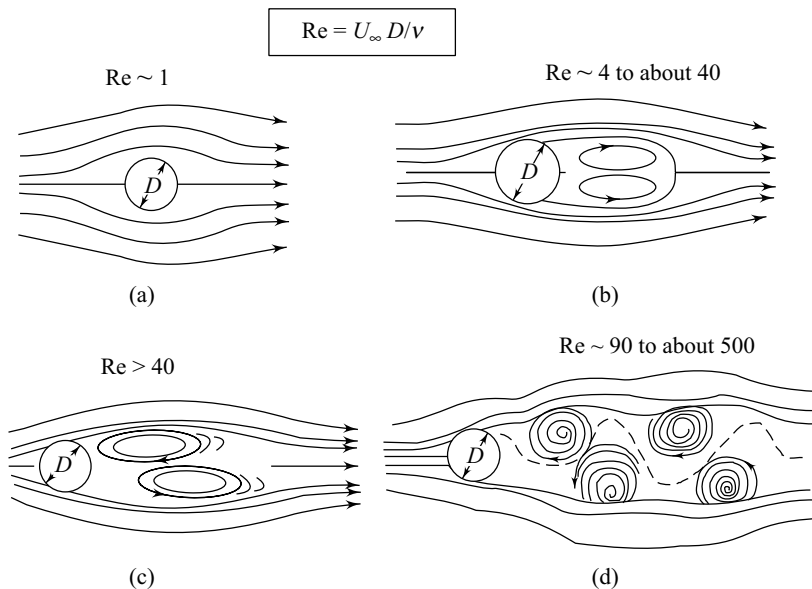 Re = U∞ D/ν
Re ~ 1
Re ~ 4 to about 40
D
D
(a)
(b)
Re > 40
Re ~ 90 to about 500
D
D
(c)
(d)